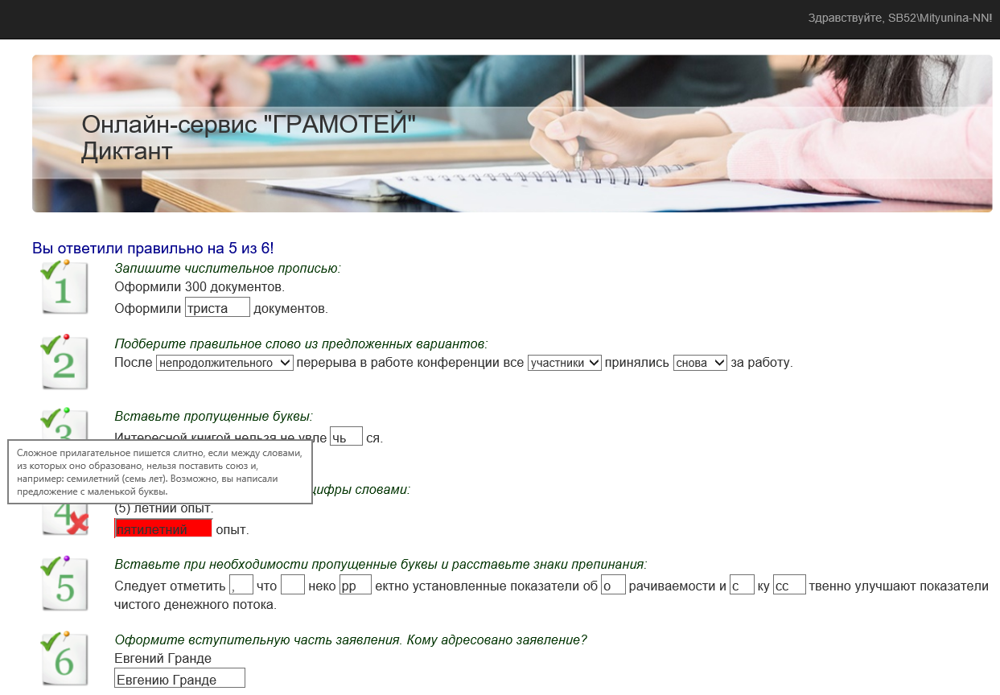 Здравствуйте, SB52\Mityunina-NN!
Онлайн-сервис "ГРАМОТЕЙ"
Диктант
Вы ответили правильно на 5 из 6!
1
Запишите числительное прописью:
Оформили 300 документов.
Оформили триста документов.
2
Подберите правильное слово из предложенных вариантов:
После непродолжительного перерыва в работе конференции все участники принялись снова за работу.
3
Вставьте пропущенные буквы:
Интересной книгой нельзя не увле чь ся.
Сложное прилагательное пишется слитно, если между словами,
из которых оно образовано, нельзя поставить союз и,
например: семилетний (семь лет). Возможно, вы написали
предложение с маленькой буквы.
4
цифры словами:
(5) летний опыт.
пятилетний опыт.
5
Вставьте при необходимости пропущенные буквы и расставьте знаки препинания:
Следует отметить , что неко рр ектно установленные показатели об о рачиваемости и с ку сс твенно улучшают показатели
чистого денежного потока.
6
Оформите вступительную часть заявления. Кому адресовано заявление?
Евгений Гранде
Евгению Гранде